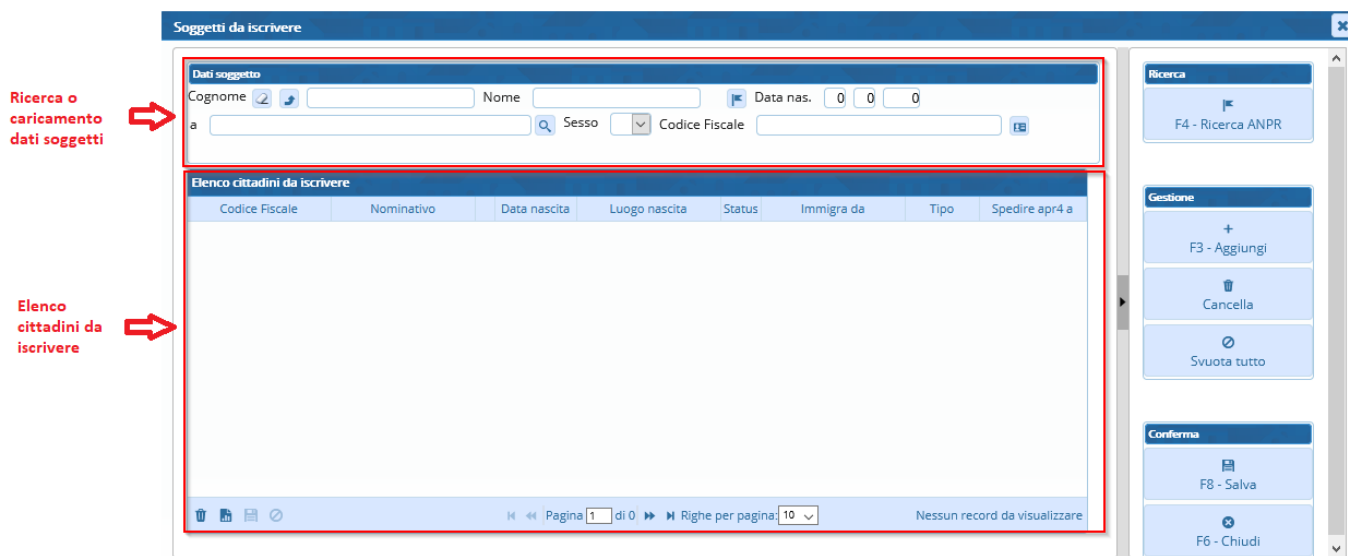 Soggetti da iscrivere
Ricerca o
caricamento
dati soggetti
Dati soggetto
Cognome Nome Data nas. 0 0 0
a Sesso Codice Fiscale
Elenco
cittadini da
iscrivere
Elenco cittadini da iscrivere
Codice Fiscale Nominativo Data nascita Luogo nascita Status Immigra da Tipo Spedire apr4 a
Pagina 1 di 0 Righe per pagina: 10 Nessun record da visualizzare
Ricerca
F4 - Ricerca ANPR
Gestione
F3 - Aggiungi
Cancella
Svuota tutto
Conferma
F8 - Salva
F6 - Chiudi